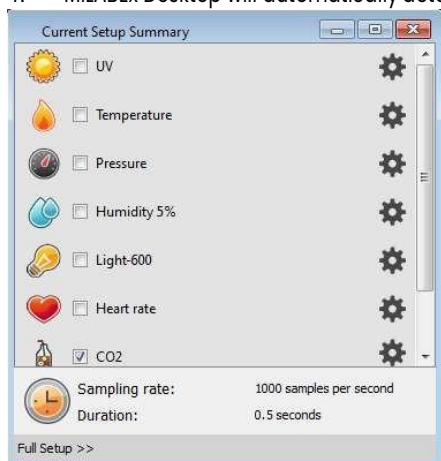 Current Setup Summary
UV
Temperature
Pressure
Humidity 5%
Light-600
Heart rate
CO2
Sampling rate: 1000 samples per second
Duration: 0.5 seconds
Full Setup >>